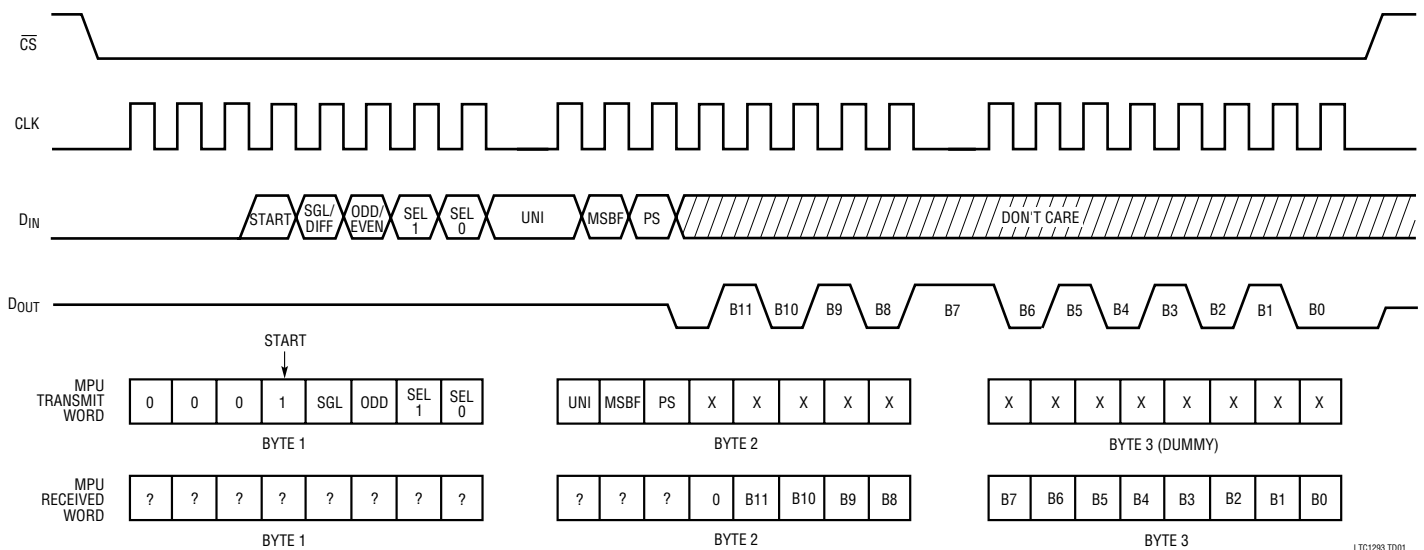 CS
CLK
DIN
START SGL/DIFF ODD/EVEN SEL 1 SEL 0 UNI MSBF PS DON'T CARE
DOUT
B11 B10 B9 B8 B7 B6 B5 B4 B3 B2 B1 B0
START
MPU TRANSMIT WORD
0 0 0 1 SGL ODD SEL 1 SEL 0 UNI MSBF PS X X X X X X X X X X X X X
BYTE 1 BYTE 2 BYTE 3 (DUMMY)
MPU RECEIVED WORD
? ? ? ? ? ? ? ? ? ? ? 0 B11 B10 B9 B8 B7 B6 B5 B4 B3 B2 B1 B0
BYTE 1 BYTE 2 BYTE 3
LTC1293 TD01